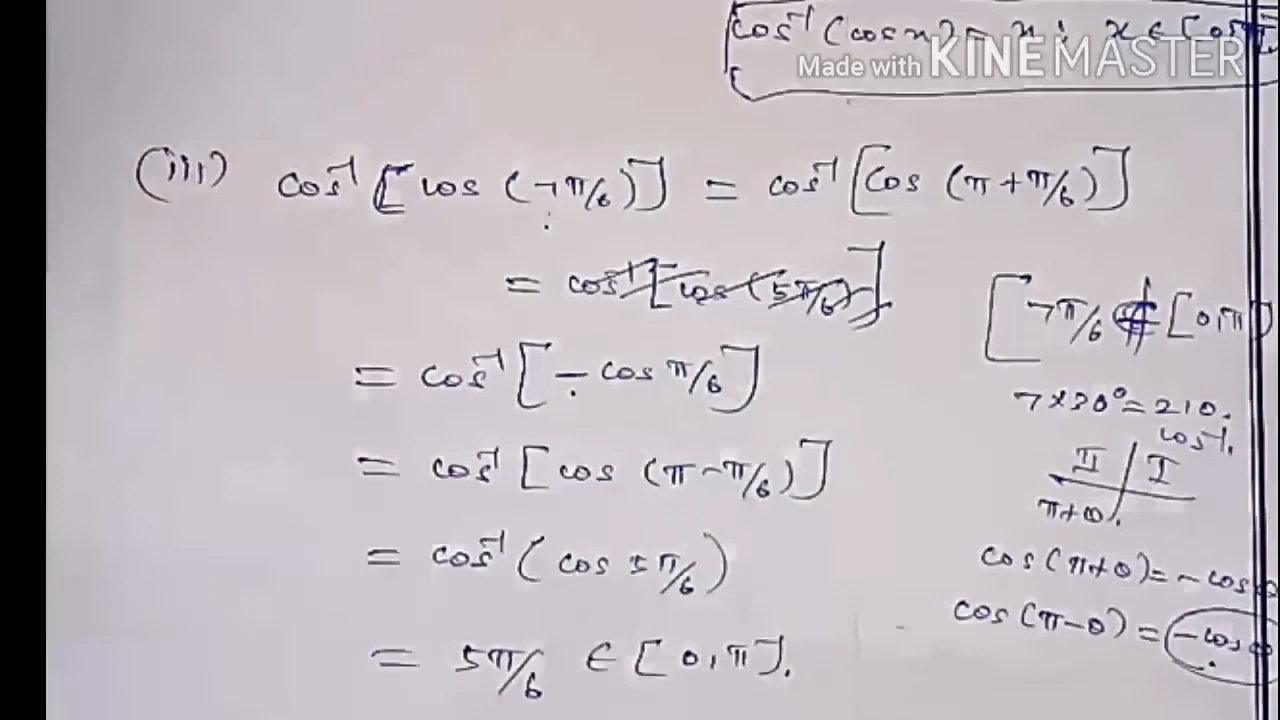 cos⁻¹(cos x) = x ; x ∈ [
Made with KINEMASTER
(iii) cos⁻¹[cos (7π/6)] = cos⁻¹[cos (π+π/6)]
= cos⁻¹[-cos (5π/6)]
= cos⁻¹[- cos π/6]
= cos⁻¹[cos (π-π/6)]
= cos⁻¹(cos 5π/6)
= 5π/6 ∈ [0,π].
[7π/6 ∉ [0,π]
7×30°=210.
cos⁻¹.
II / I
π+θ.
cos(π+θ)=-cos θ
cos(π-θ)=-cos θ